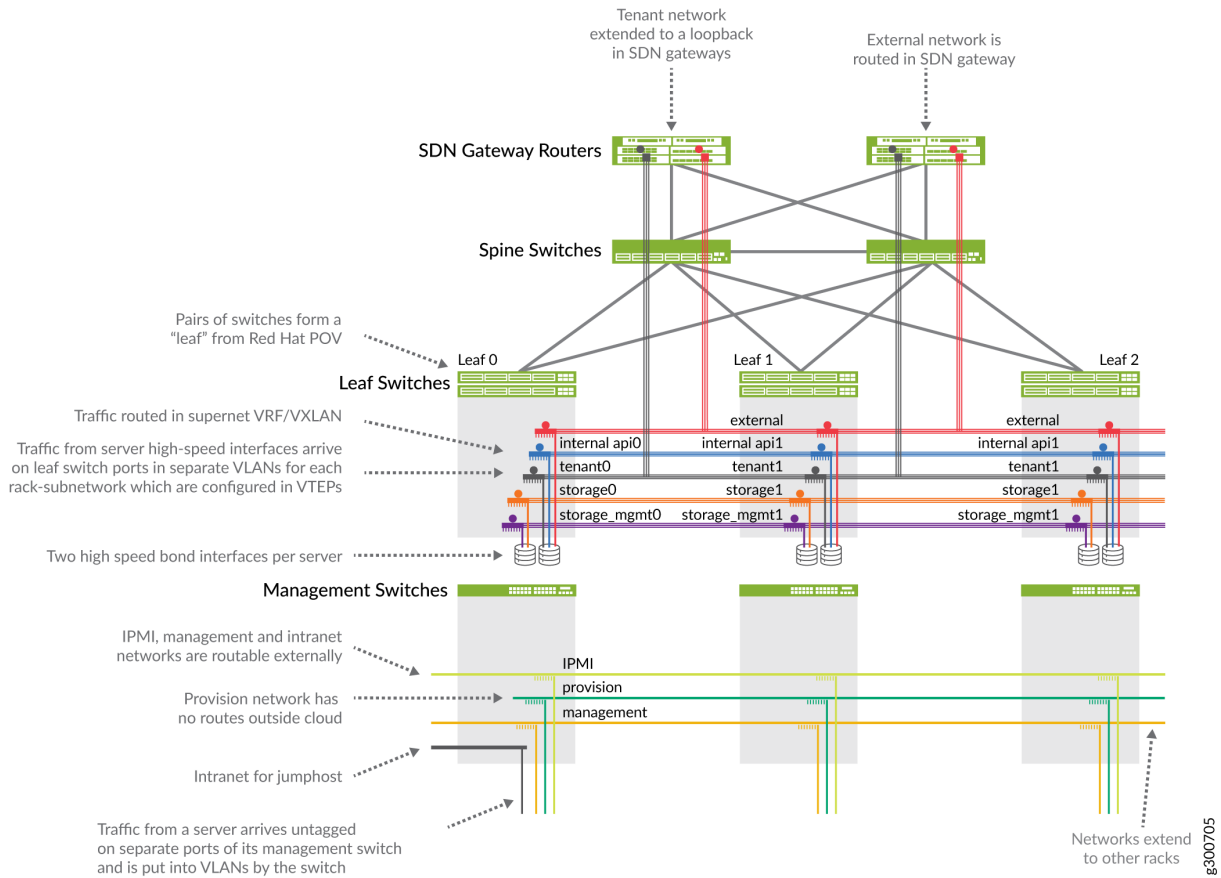 Tenant network
extended to a loopback
in SDN gateways
External network is
routed in SDN gateway
SDN Gateway Routers
Spine Switches
Pairs of switches form a
“leaf” from Red Hat POV
Leaf 0
Leaf 1
Leaf 2
Leaf Switches
Traffic routed in supernet VRF/VXLAN
Traffic from server high-speed interfaces arrive
on leaf switch ports in separate VLANs for each
rack-subnetwork which are configured in VTEPs
external
external
internal api0
internal api1
internal api1
tenant0
tenant1
tenant1
storage0
storage1
storage1
storage_mgmt0
storage_mgmt1
storage_mgmt1
Two high speed bond interfaces per server
Management Switches
IPMI, management and intranet
networks are routable externally
IPMI
Provision network has
no routes outside cloud
provision
management
Intranet for jumphost
Traffic from a server arrives untagged
on separate ports of its management switch
and is put into VLANs by the switch
Networks extend
to other racks
g300705